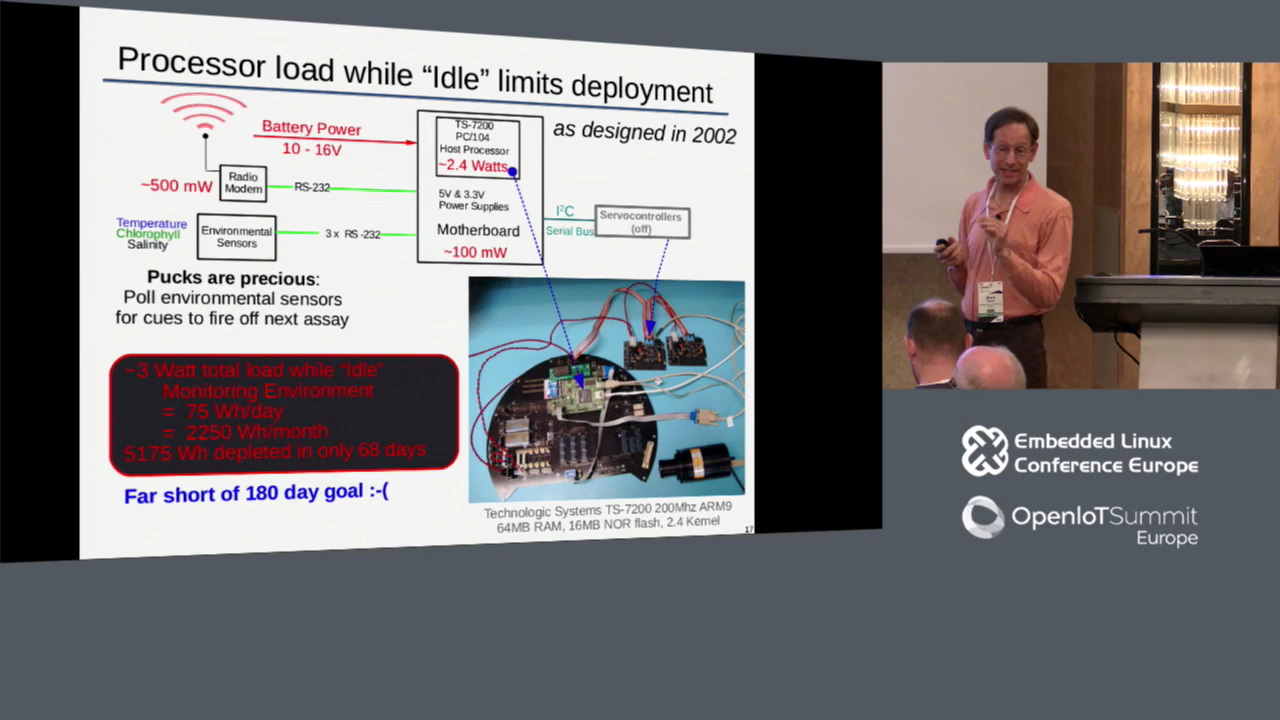 Processor load while “Idle” limits deployment
as designed in 2002
Battery Power
10 - 16V
TS-7200
PC/104
Host Processor
~2.4 Watts
~500 mW
Radio
Modem
RS-232
5V & 3.3V
Power Supplies
Motherboard
~100 mW
I²C
Serial Bus
Servocontrollers
(off)
Temperature
Chlorophyll
Salinity
Environmental
Sensors
3 x RS-232
Pucks are precious:
Poll environmental sensors
for cues to fire off next assay
~3 Watt total load while “Idle”
Monitoring Environment
= 75 Wh/day
= 2250 Wh/month
5175 Wh depleted in only 68 days
Far short of 180 day goal :-(
Technologic Systems TS-7200 200Mhz ARM9
64MB RAM, 16MB NOR flash, 2.4 Kernel
17
Embedded Linux
Conference Europe
OpenIoTSummit
Europe